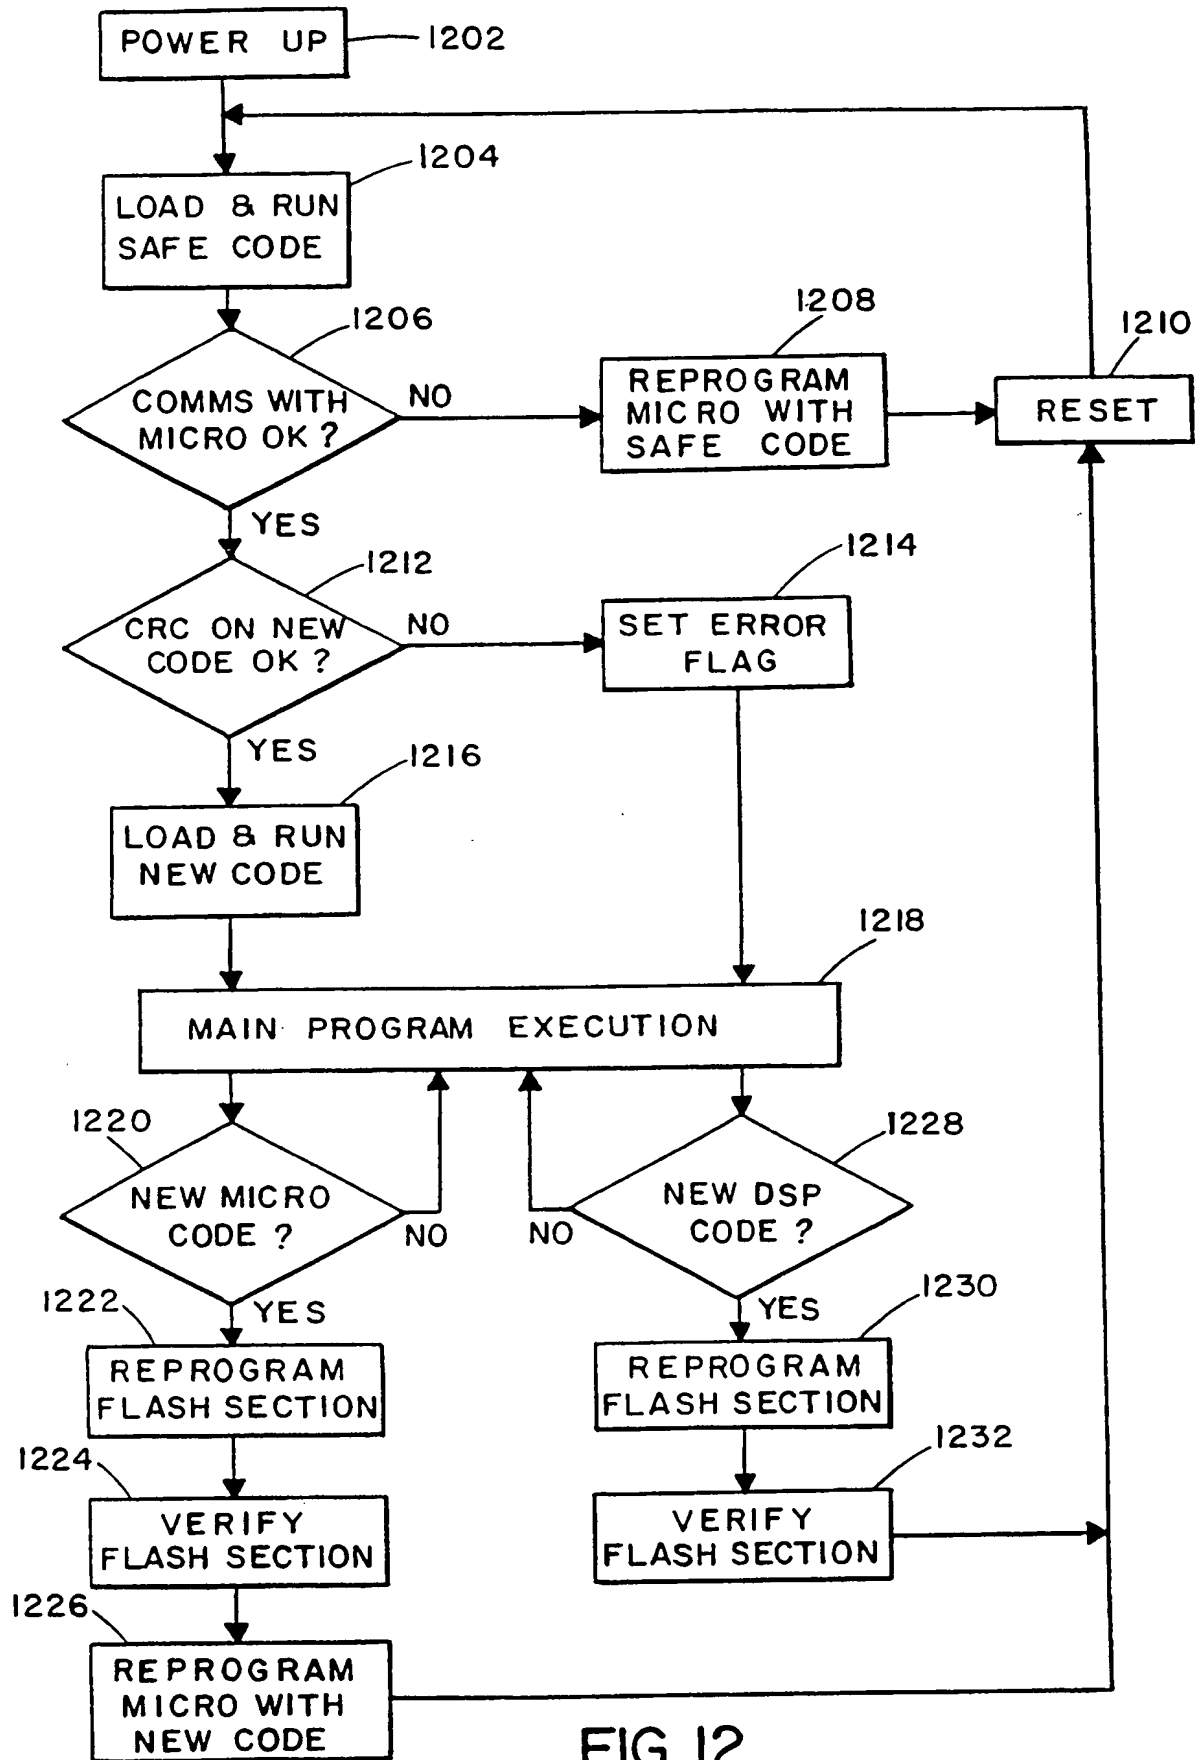 POWER UP
1202
1204
LOAD & RUN
SAFE CODE
1206
COMMS WITH
MICRO OK ?
NO
YES
1208
REPROGRAM
MICRO WITH
SAFE CODE
1210
RESET
1212
CRC ON NEW
CODE OK ?
NO
YES
1214
SET ERROR
FLAG
1216
LOAD & RUN
NEW CODE
1218
MAIN PROGRAM EXECUTION
1220
NEW MICRO
CODE ?
NO
YES
1228
NEW DSP
CODE ?
NO
YES
1222
REPROGRAM
FLASH SECTION
1230
REPROGRAM
FLASH SECTION
1224
VERIFY
FLASH SECTION
1232
VERIFY
FLASH SECTION
1226
REPROGRAM
MICRO WITH
NEW CODE
FIG. 12